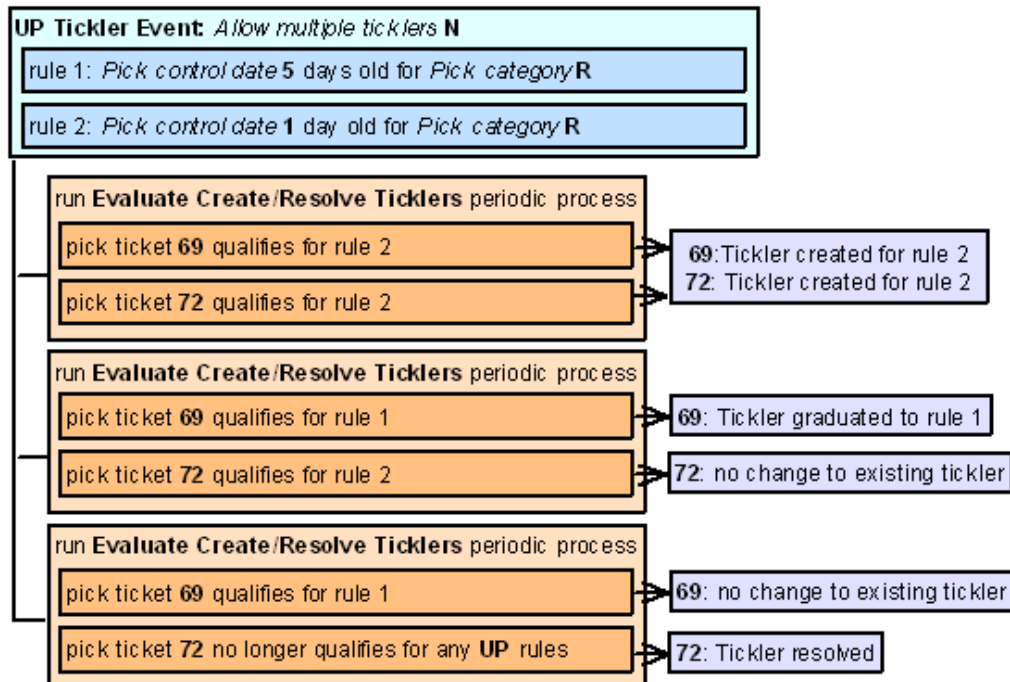 UP Tickler Event: Allow multiple ticklers N
rule 1: Pick control date 5 days old for Pick category R
rule 2: Pick control date 1 day old for Pick category R
run Evaluate Create/Resolve Ticklers periodic process
pick ticket 69 qualifies for rule 2
pick ticket 72 qualifies for rule 2
69:Tickler created for rule 2
72: Tickler created for rule 2
run Evaluate Create/Resolve Ticklers periodic process
pick ticket 69 qualifies for rule 1
69: Tickler graduated to rule 1
pick ticket 72 qualifies for rule 2
72: no change to existing tickler
run Evaluate Create/Resolve Ticklers periodic process
pick ticket 69 qualifies for rule 1
69: no change to existing tickler
pick ticket 72 no longer qualifies for any UP rules
72: Tickler resolved